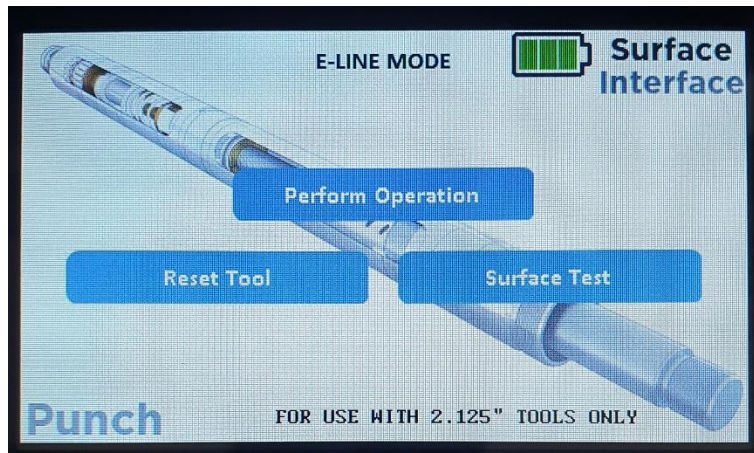 E-LINE MODE
Surface
Interface
Perform Operation
Reset Tool
Surface Test
Punch
FOR USE WITH 2.125" TOOLS ONLY